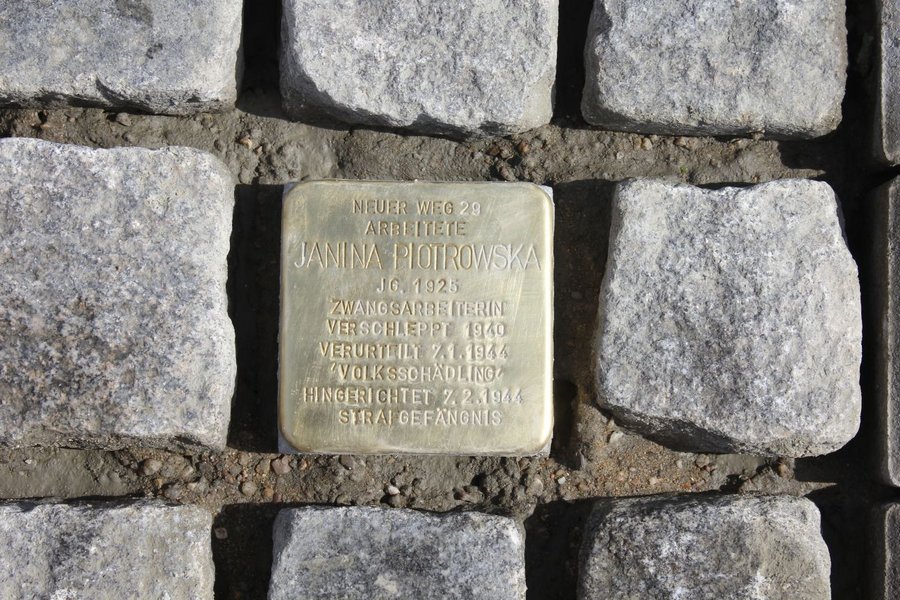 NEUER WEG 29
ARBEITETE
JANINA PIOTROWSKA
JG. 1925
'ZWANGSARBEITERIN'
VERSCHLEPPT 1940
VERURTEILT 7.1.1944
'VOLKSSCHÄDLING'
HINGERICHTET 7.2.1944
STRAFGEFÄNGNIS